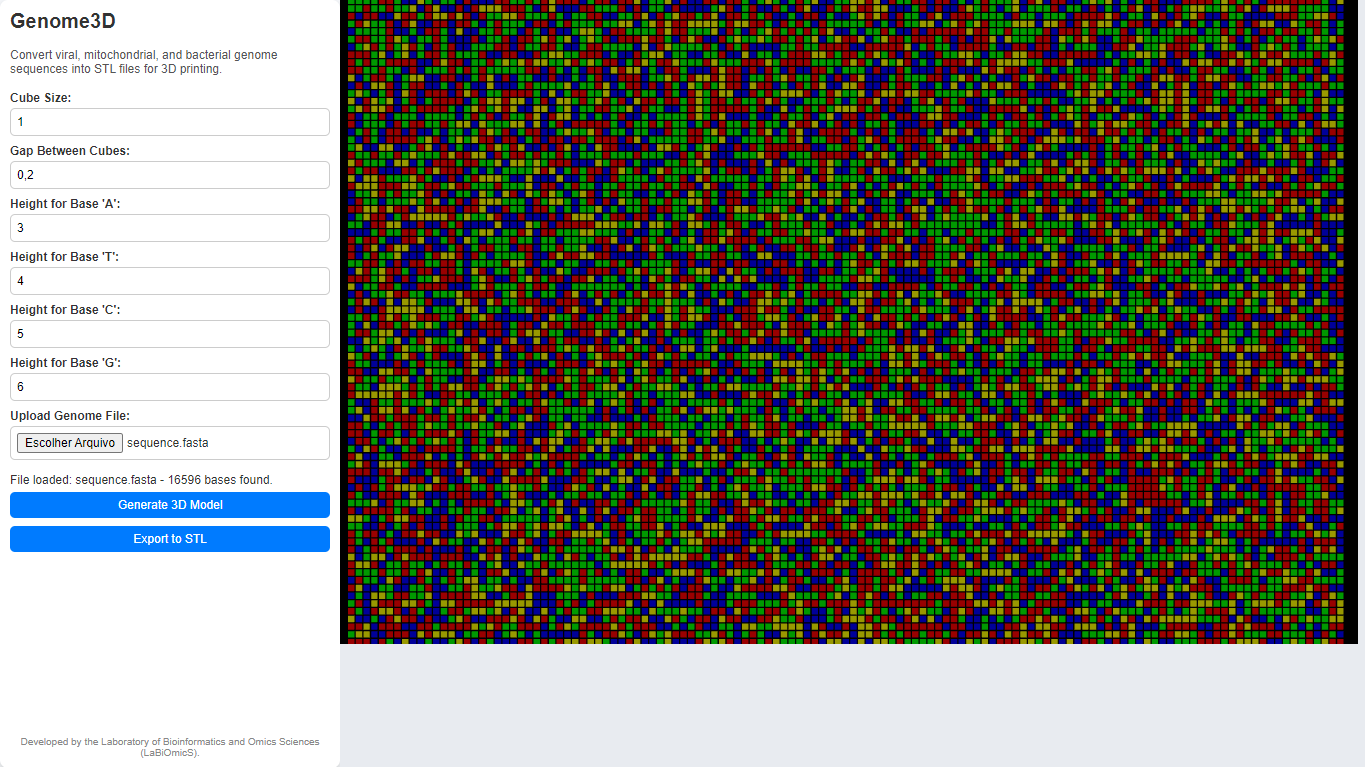 Genome3D
Convert viral, mitochondrial, and bacterial genome
sequences into STL files for 3D printing.
Cube Size:
1
Gap Between Cubes:
0,2
Height for Base 'A':
3
Height for Base 'T':
4
Height for Base 'C':
5
Height for Base 'G':
6
Upload Genome File:
Escolher Arquivo sequence.fasta
File loaded: sequence.fasta - 16596 bases found.
Generate 3D Model
Export to STL
Developed by the Laboratory of Bioinformatics and Omics Sciences
(LaBiOmicS).